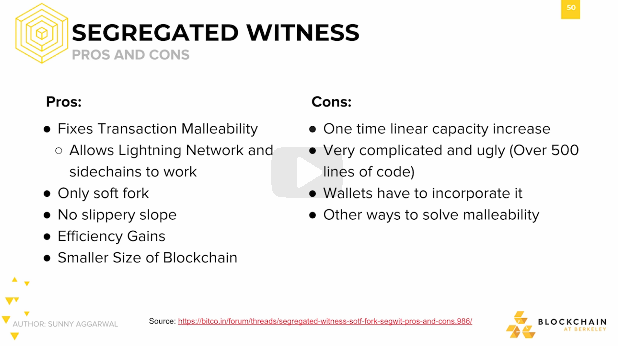 50
SEGREGATED WITNESS
PROS AND CONS
Pros:
● Fixes Transaction Malleability
○ Allows Lightning Network and
sidechains to work
● Only soft fork
● No slippery slope
● Efficiency Gains
● Smaller Size of Blockchain
Cons:
● One time linear capacity increase
● Very complicated and ugly (Over 500
lines of code)
● Wallets have to incorporate it
● Other ways to solve malleability
AUTHOR: SUNNY AGGARWAL
Source: https://bitco.in/forum/threads/segregated-witness-sotf-fork-segwit-pros-and-cons.986/
BLOCKCHAIN
AT BERKELEY